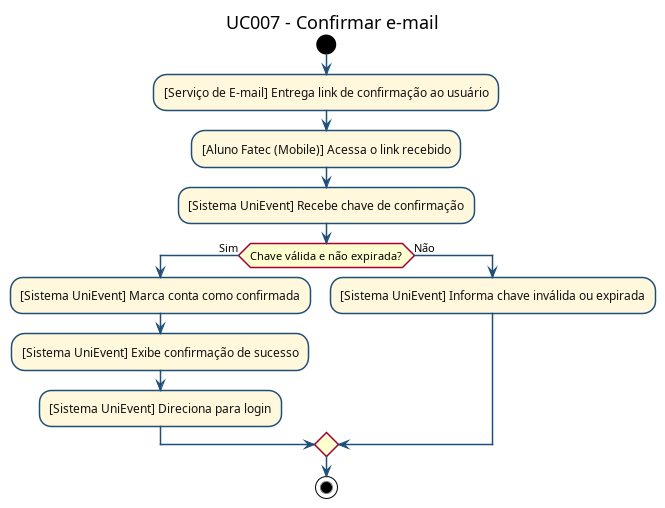 UC007 - Confirmar e-mail
[Serviço de E-mail] Entrega link de confirmação ao usuário
[Aluno Fatec (Mobile)] Acessa o link recebido
[Sistema UniEvent] Recebe chave de confirmação
Sim
Chave válida e não expirada?
Não
[Sistema UniEvent] Marca conta como confirmada
[Sistema UniEvent] Informa chave inválida ou expirada
[Sistema UniEvent] Exibe confirmação de sucesso
[Sistema UniEvent] Direciona para login